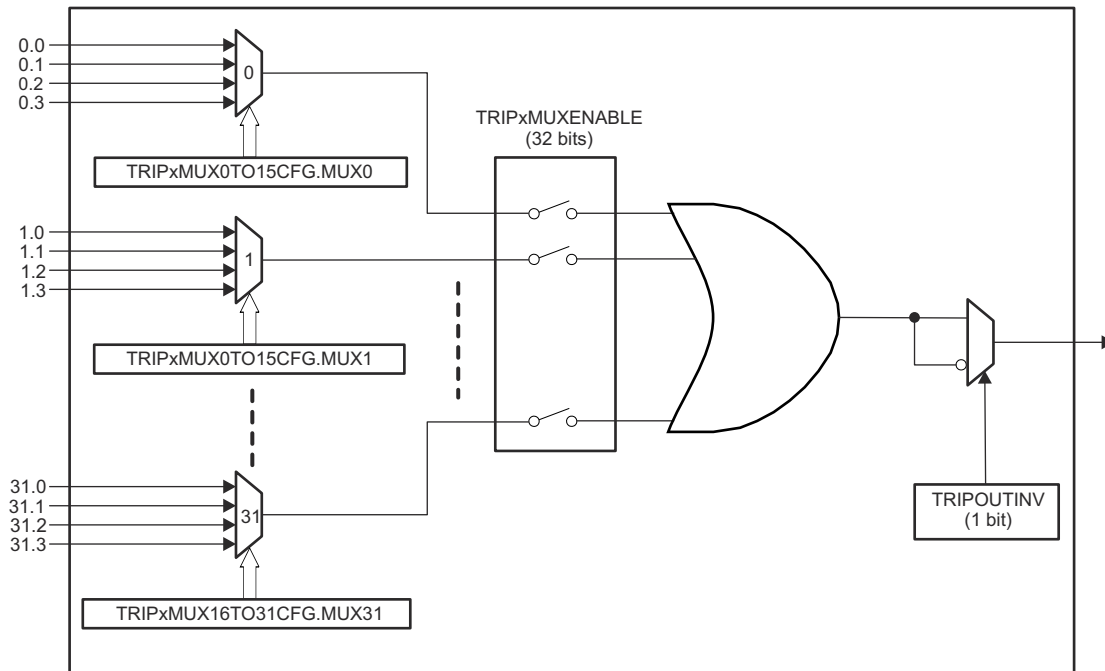 0.0
0.1
0.2
0.3
0
TRIPxMUX0TO15CFG.MUX0
TRIPxMUXENABLE
(32 bits)
1.0
1.1
1.2
1.3
1
TRIPxMUX0TO15CFG.MUX1
31.0
31.1
31.2
31.3
31
TRIPxMUX16TO31CFG.MUX31
TRIPOUTINV
(1 bit)